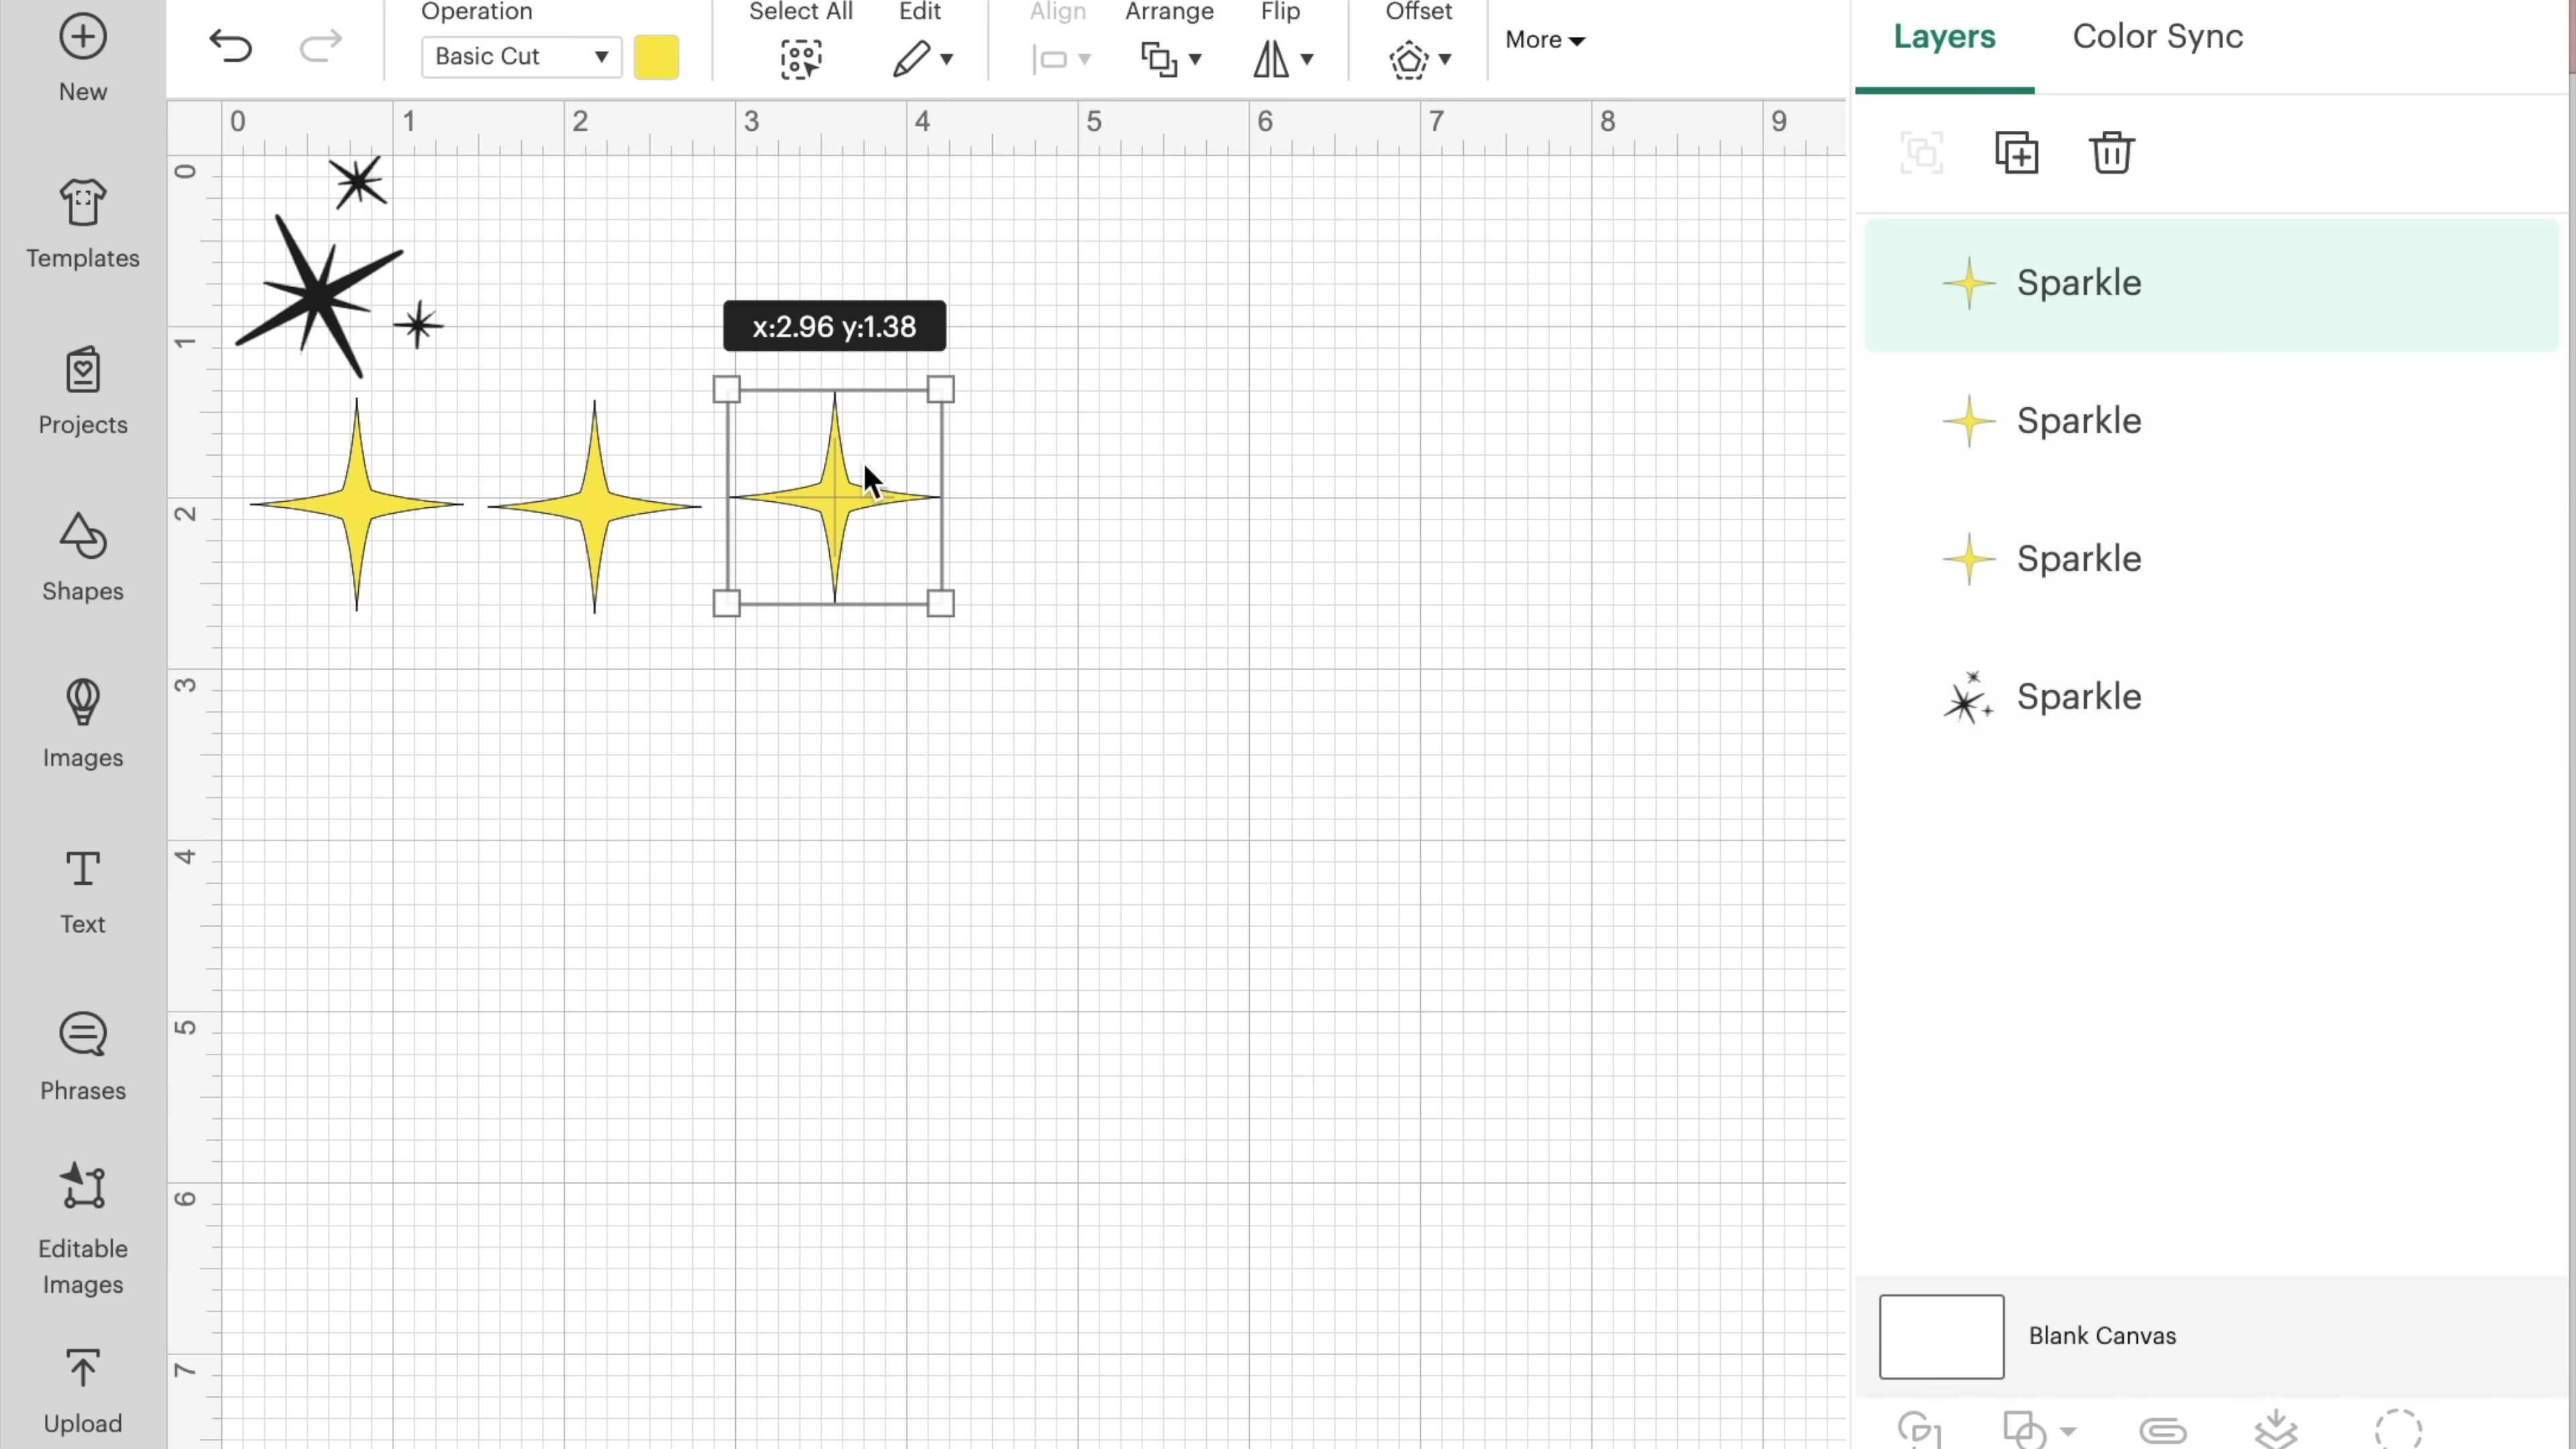 New
Templates
Projects
Shapes
Images
Text
Phrases
Editable
Images
Upload
Operation
Basic Cut
Select All
Edit
Align
Arrange
Flip
Offset
More
0 1 2 3 4 5 6 7 8 9
0
1
2
3
4
5
6
7
x:2.96 y:1.38
Layers
Color Sync
Sparkle
Sparkle
Sparkle
Sparkle
Blank Canvas